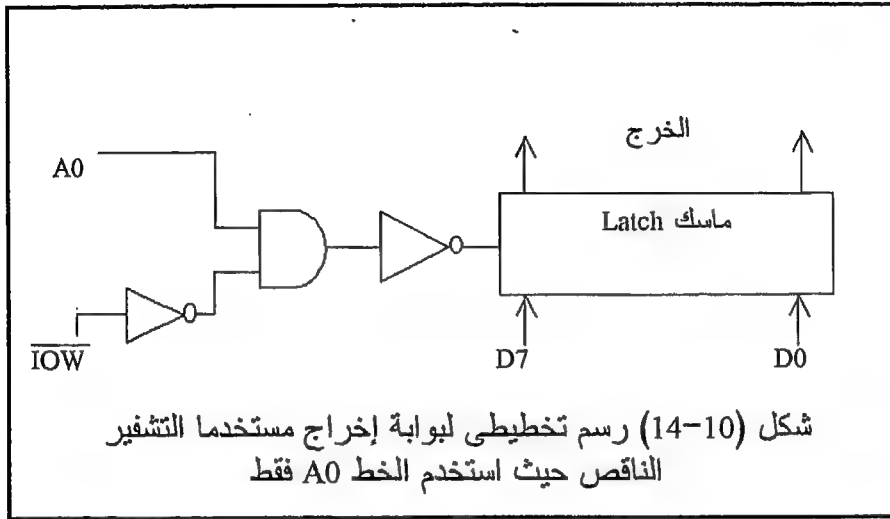 الخرج
A0
ماسك Latch
IOW
D7 D0
شكل (10-14) رسم تخطيطى لبوابة إخراج مستخدما التشفير
الناقص حيث استخدم الخط A0 فقط